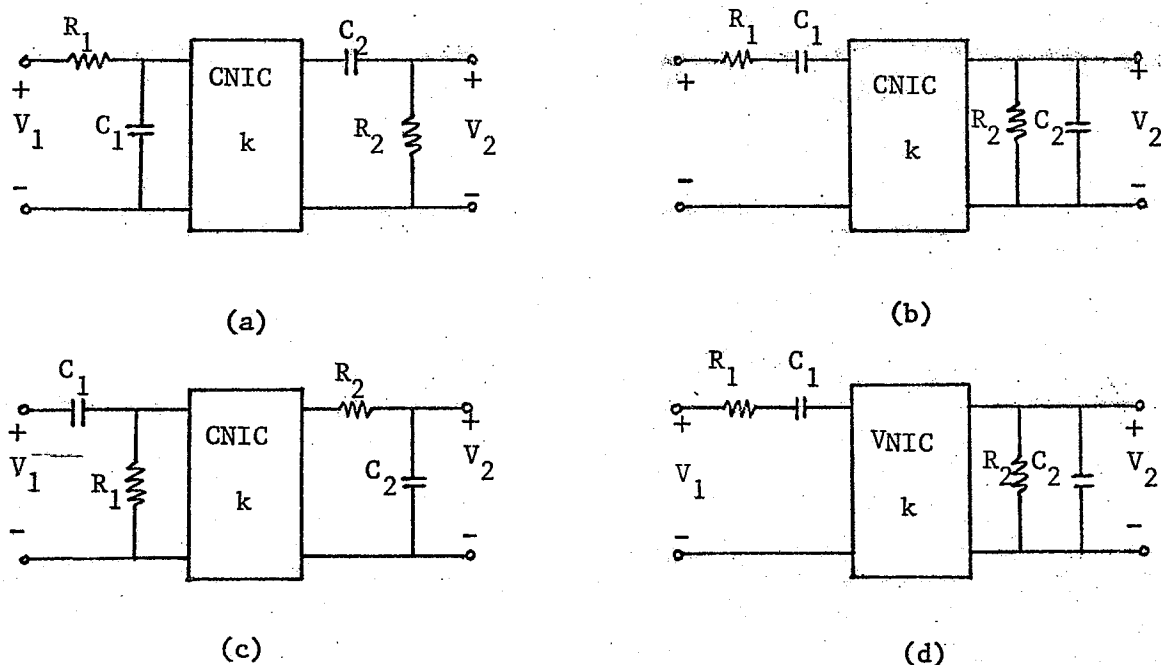 R1
C2
CNIC
k
+
V1
-
C1
R2
+
V2
-
(a)
R1
C1
CNIC
k
+
-
R2
C2
+
V2
-
(b)
C1
R2
CNIC
k
+
V1
-
R1
C2
+
V2
-
(c)
R1
C1
VNIC
k
+
V1
-
R2
C2
+
V2
-
(d)